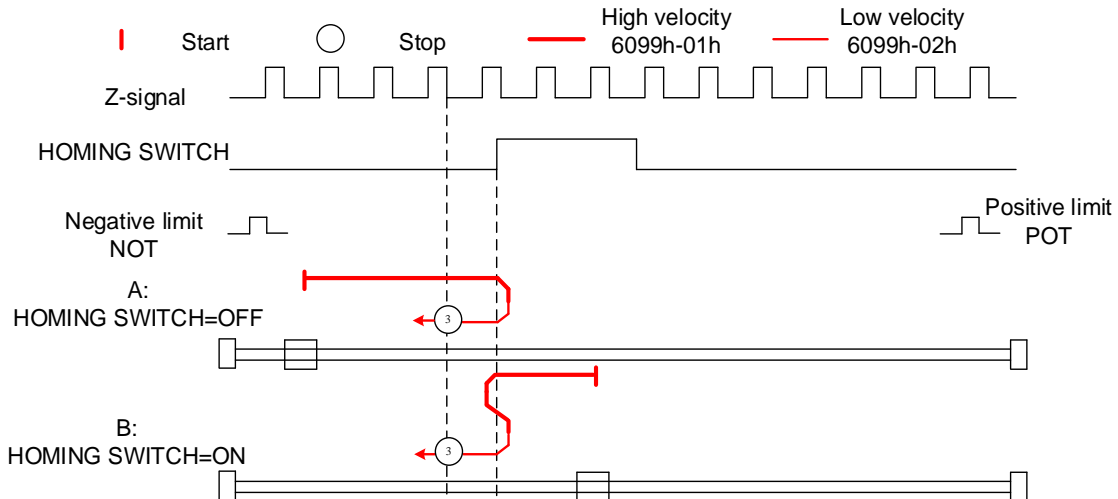 Start
Stop
High velocity
6099h-01h
Low velocity
6099h-02h
Z-signal
HOMING SWITCH
Negative limit
NOT
Positive limit
POT
A:
HOMING SWITCH=OFF
3
B:
HOMING SWITCH=ON
3